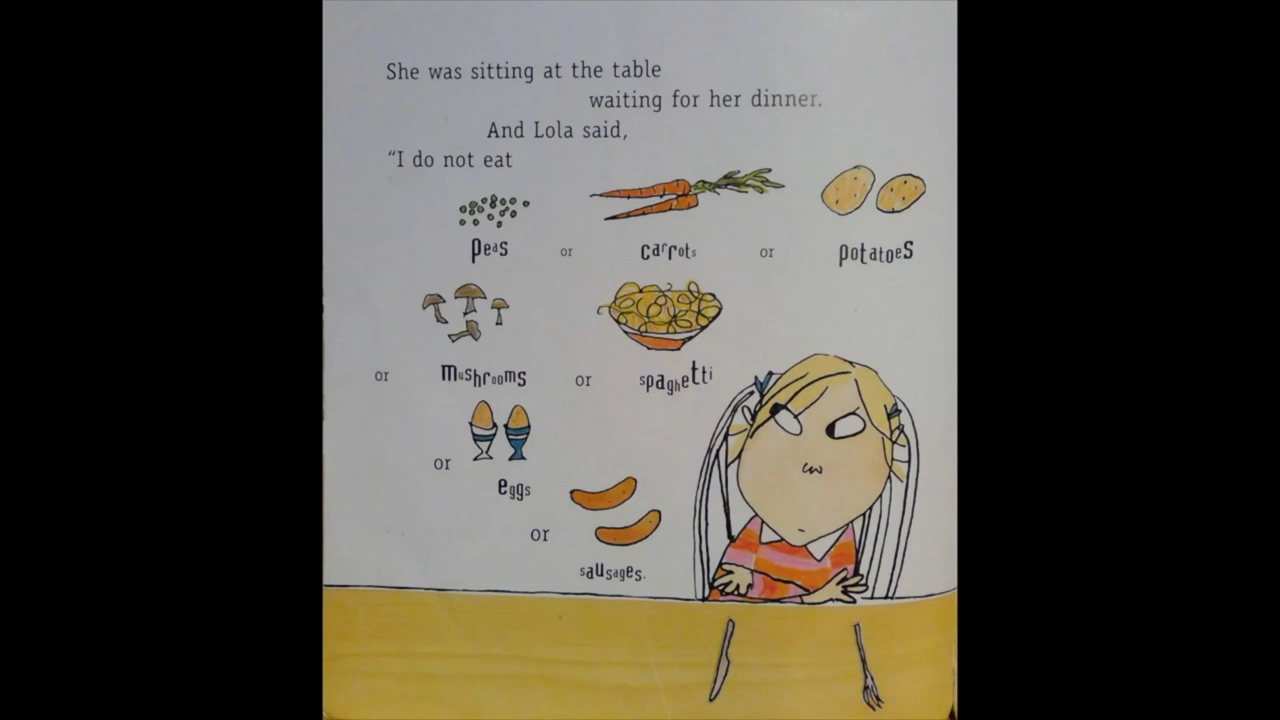 She was sitting at the table
waiting for her dinner.
And Lola said,
“I do not eat
peas or carrots or potatoes
or mushrooms or spaghetti
or eggs
or sausages.